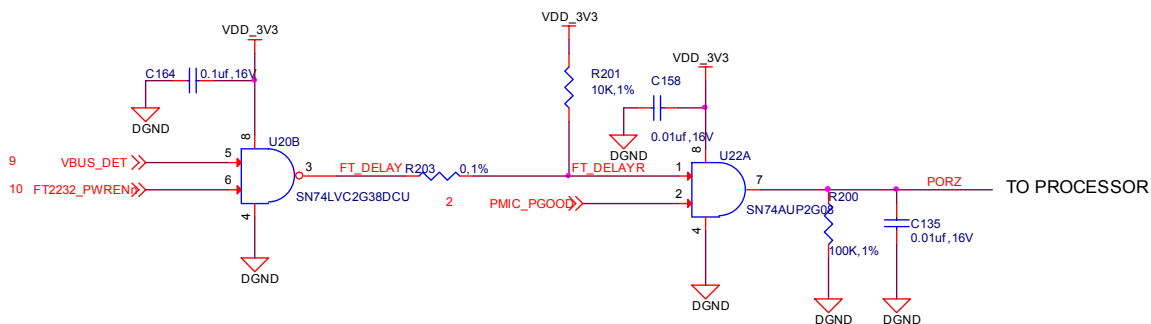 VDD_3V3
VDD_3V3
VDD_3V3
C164
0.1uf,16V
DGND
R201
10K,1%
C158
0.01uf,16V
DGND
8
U20B
9
VBUS_DET
5
3
FT_DELAY
R203
0,1%
FT_DELAYR
1
8
U22A
10
FT2232_PWRENn
6
SN74LVC2G38DCU
2
PMIC_PGOOD
2
7
SN74AUP2G08
R200
PORZ
TO PROCESSOR
4
DGND
4
DGND
100K,1%
DGND
C135
0.01uf,16V
DGND